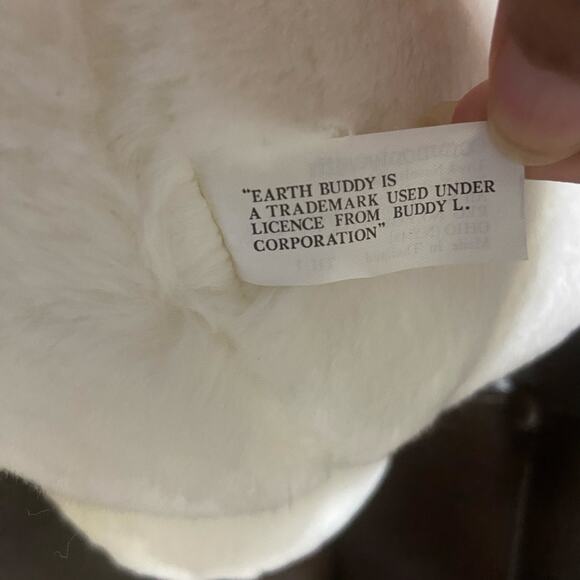 "EARTH BUDDY IS
A TRADEMARK USED UNDER
LICENCE FROM BUDDY L.
CORPORATION"